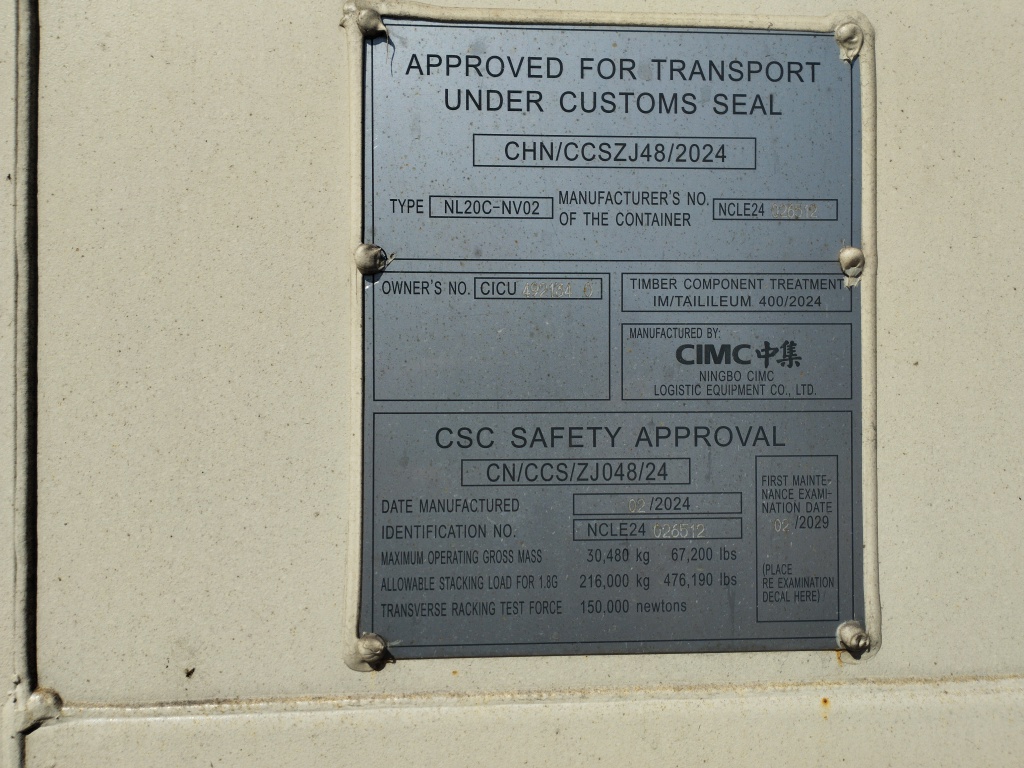 APPROVED FOR TRANSPORT
UNDER CUSTOMS SEAL
CHN/CCSZJ48/2024
TYPE NL20C-NV02
MANUFACTURER'S NO.
OF THE CONTAINER
NCLE24
OWNER'S NO. CICU
TIMBER COMPONENT TREATMENT
IM/TAILILEUM 400/2024
MANUFACTURED BY:
CIMC 中集
NINGBO CIMC
LOGISTIC EQUIPMENT CO., LTD.
CSC SAFETY APPROVAL
CN/CCS/ZJ048/24
DATE MANUFACTURED 02/2024
IDENTIFICATION NO. NCLE24 026512
MAXIMUM OPERATING GROSS MASS 30,480 kg 67,200 lbs
ALLOWABLE STACKING LOAD FOR 1.8G 216,000 kg 476,190 lbs
TRANSVERSE RACKING TEST FORCE 150,000 newtons
FIRST MAINTE-
NANCE EXAMI-
NATION DATE
02/2029
(PLACE
RE EXAMINATION
DECAL HERE)